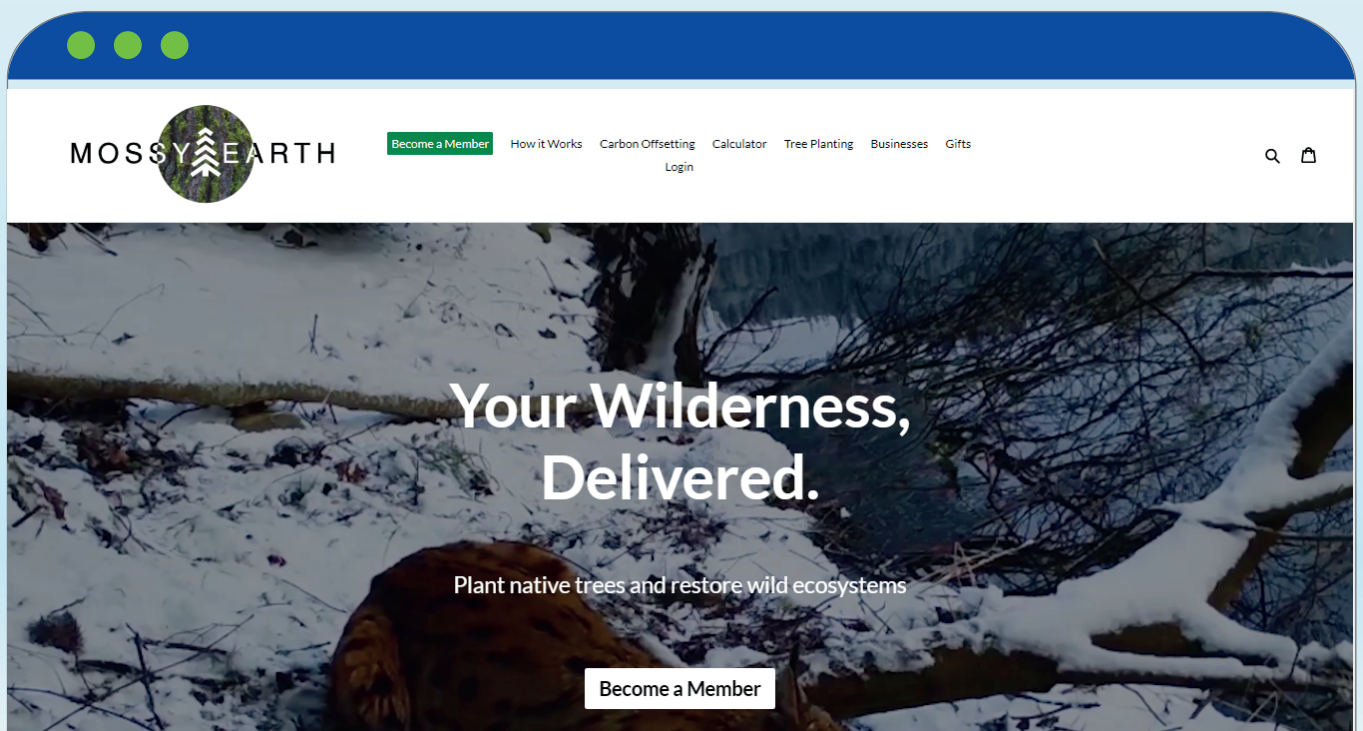 MOSSY EARTH
Become a Member How it Works Carbon Offsetting Calculator Tree Planting Businesses Gifts
Login
Your Wilderness,
Delivered.
Plant native trees and restore wild ecosystems
Become a Member